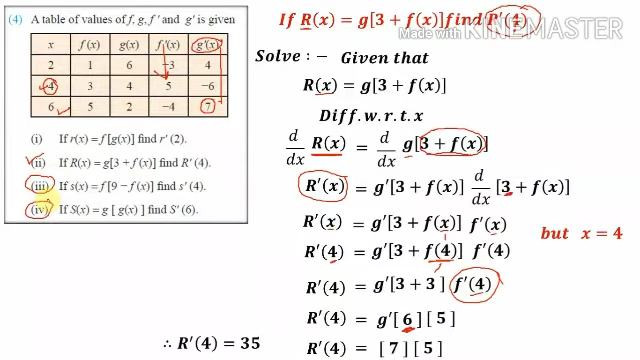 (4) A table of values of f, g, f' and g' is given
x f(x) g(x) f'(x) g'(x)
2 1 6 −3 4
4 3 4 5 −6
6 5 2 −4 7
(i) If r(x) = f[g(x)] find r'(2).
(ii) If R(x) = g[3 + f(x)] find R'(4).
(iii) If s(x) = f[9 − f(x)] find s'(4).
(iv) If S(x) = g [ g(x)] find S'(6).
If R(x) = g[3 + f(x)]find R'(4)
Made with KINEMASTER
Solve :− Given that
R(x) = g[3 + f(x)]
Diff.w.r.t.x
d/dx R(x) = d/dx g[3 + f(x)]
R'(x) = g'[3 + f(x)] d/dx [3 + f(x)]
R'(x) = g'[3 + f(x)] f'(x)
but x = 4
R'(4) = g'[3 + f(4)] f'(4)
R'(4) = g'[3 + 3 ] f'(4)
R'(4) = g'[ 6 ] [ 5 ]
R'(4) = [ 7 ] [ 5 ]
∴ R'(4) = 35